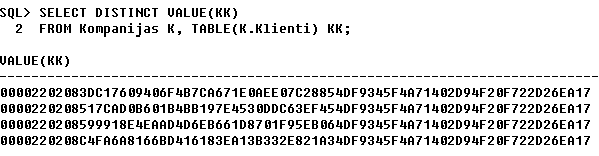 SQL> SELECT DISTINCT VALUE(KK)
2 FROM Kompanijas K, TABLE(K.Klienti) KK;
VALUE(KK)
--------------------------------------------------------------------------------
00002202083DC17609406F4B7CA671E0AEE07C28854DF9345F4A71402D94F20F722D26EA17
0000220208517CAD0B601B4BB197E4530DDC63EF454DF9345F4A71402D94F20F722D26EA17
0000220208599918E4EAAD4D6EB661D8701F95EB064DF9345F4A71402D94F20F722D26EA17
0000220208C4FA6A8166BD416183EA13B332E821A34DF9345F4A71402D94F20F722D26EA17